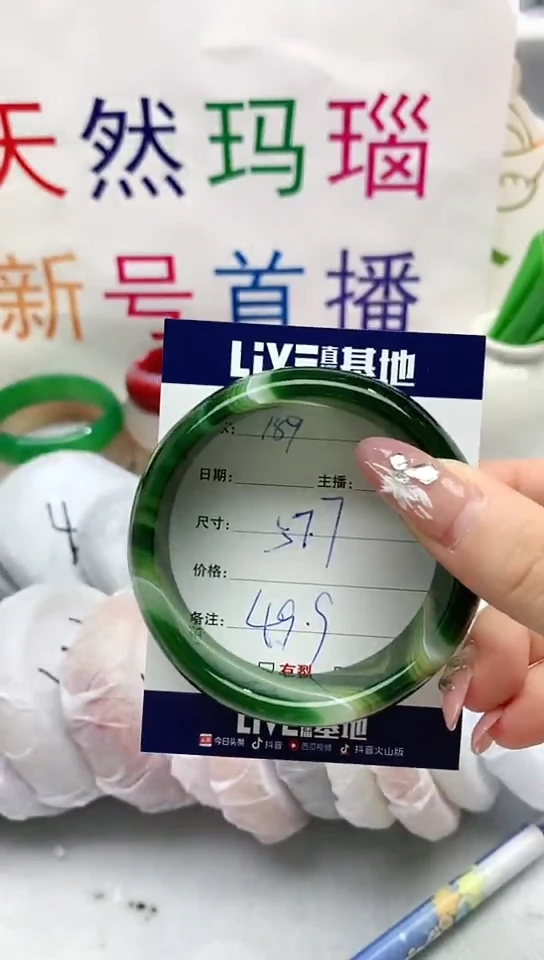 天然玛瑙
新号首播
LiVE直播基地
189
日期: 主播:
尺寸: 57.7
价格:
备注: 49.9
有裂
LiVE直播基地
今日头条 抖音 西瓜视频 抖音火山版
4